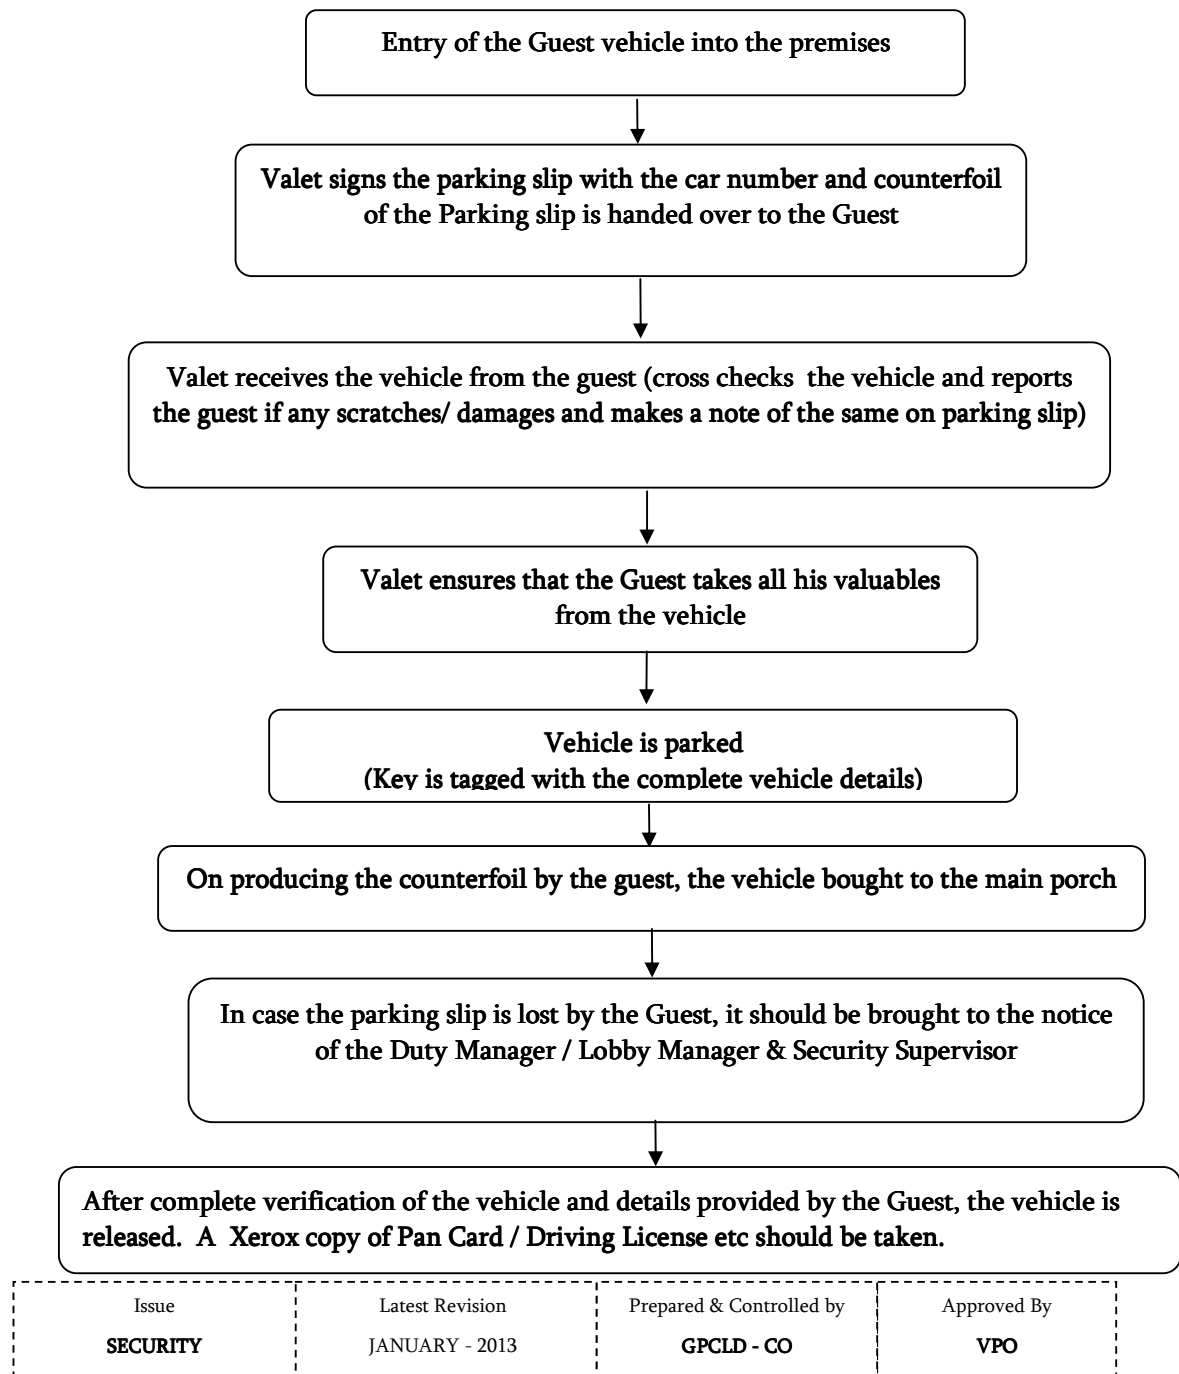 Entry of the Guest vehicle into the premises
Valet signs the parking slip with the car number and counterfoil
of the Parking slip is handed over to the Guest
Valet receives the vehicle from the guest (cross checks the vehicle and reports
the guest if any scratches/ damages and makes a note of the same on parking slip)
Valet ensures that the Guest takes all his valuables
from the vehicle
Vehicle is parked
(Key is tagged with the complete vehicle details)
On producing the counterfoil by the guest, the vehicle bought to the main porch
In case the parking slip is lost by the Guest, it should be brought to the notice
of the Duty Manager / Lobby Manager & Security Supervisor
After complete verification of the vehicle and details provided by the Guest, the vehicle is
released. A Xerox copy of Pan Card / Driving License etc should be taken.
Issue Latest Revision Prepared & Controlled by Approved By
SECURITY JANUARY - 2013 GPCLD - CO VPO